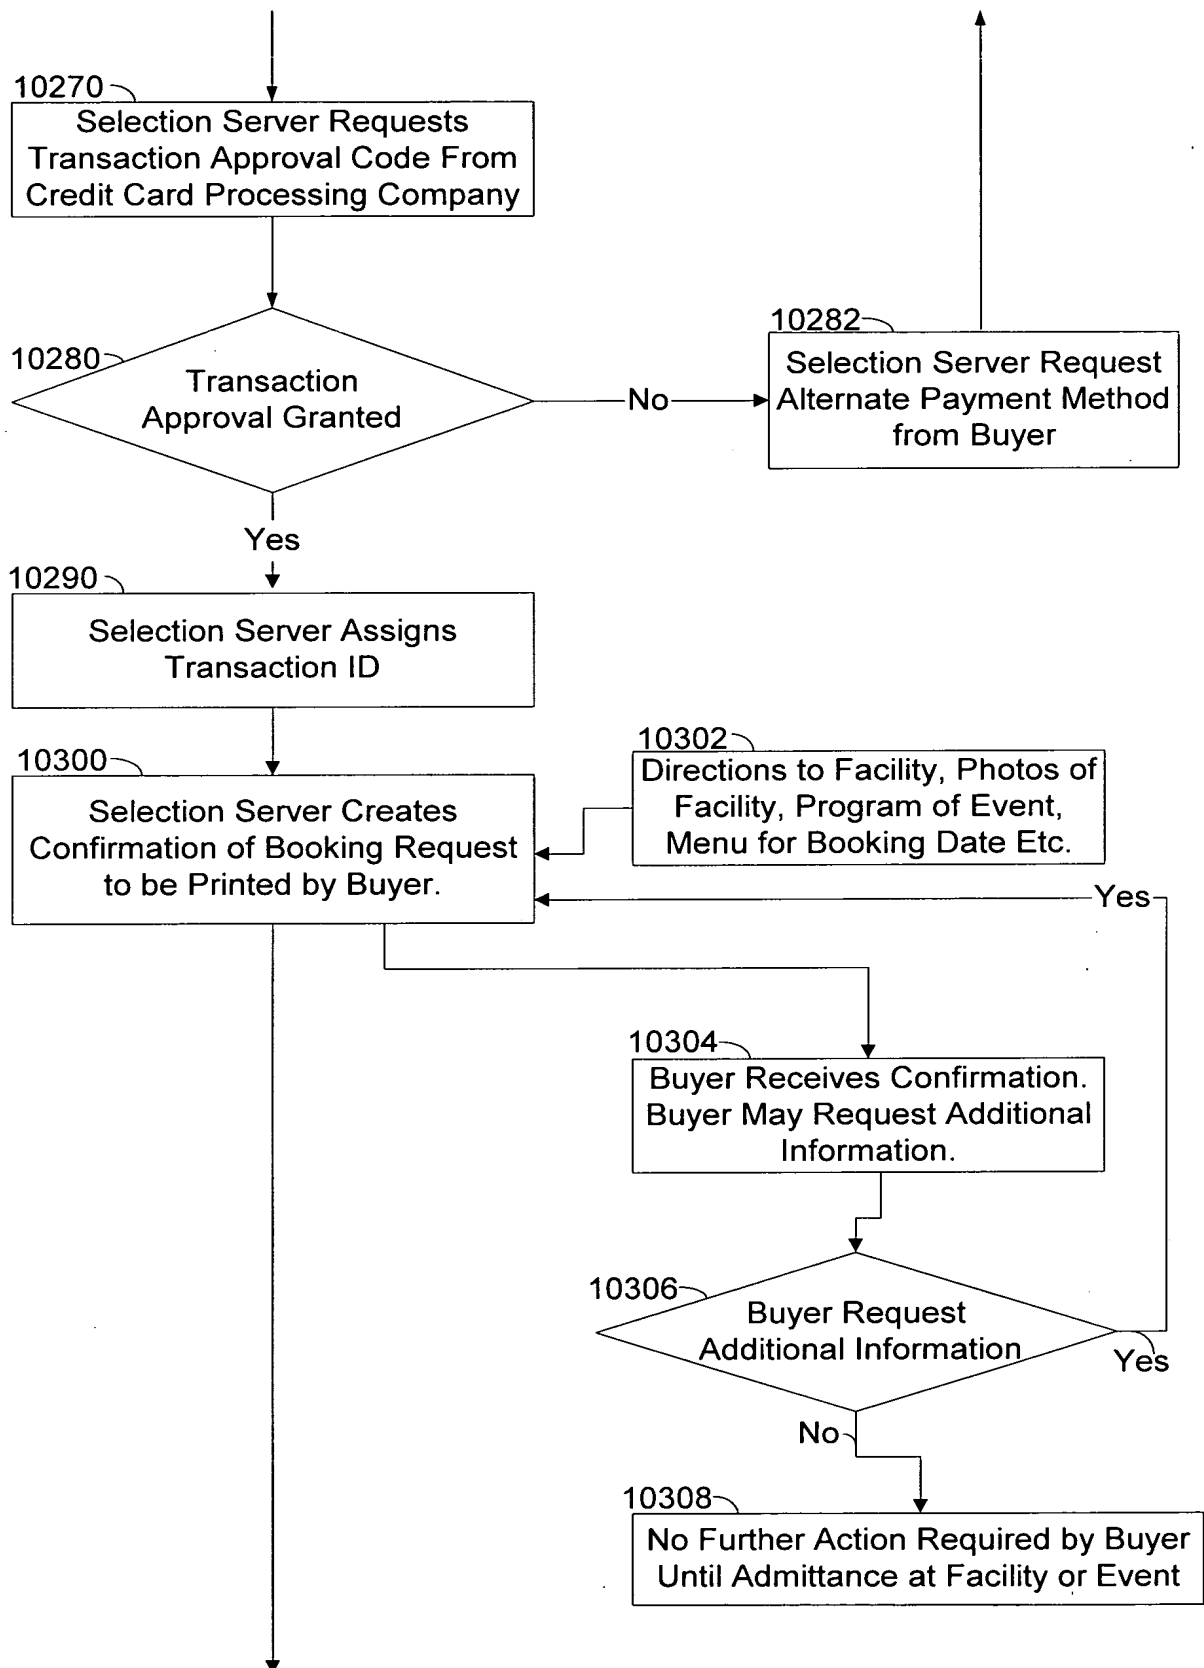 10270
Selection Server Requests
Transaction Approval Code From
Credit Card Processing Company
10280
Transaction
Approval Granted
No
10282
Selection Server Request
Alternate Payment Method
from Buyer
Yes
10290
Selection Server Assigns
Transaction ID
10300
Selection Server Creates
Confirmation of Booking Request
to be Printed by Buyer.
10302
Directions to Facility, Photos of
Facility, Program of Event,
Menu for Booking Date Etc.
Yes
10304
Buyer Receives Confirmation.
Buyer May Request Additional
Information.
10306
Buyer Request
Additional Information
Yes
No
10308
No Further Action Required by Buyer
Until Admittance at Facility or Event